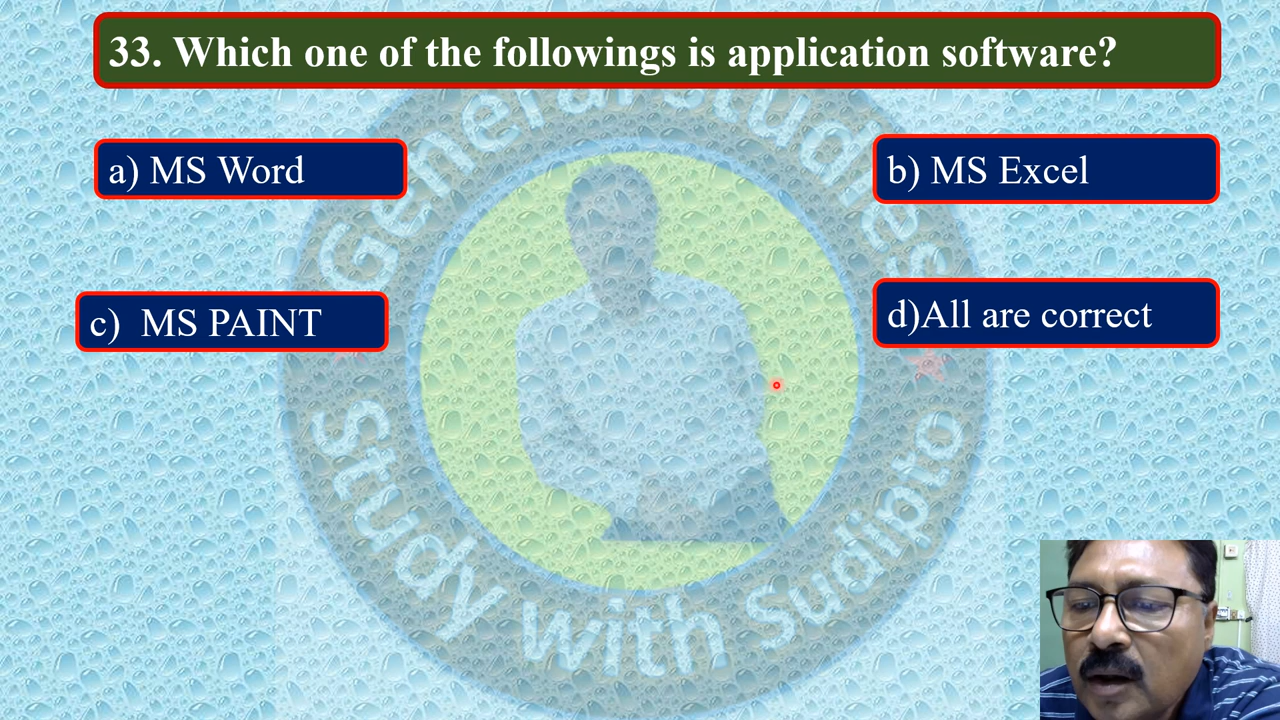 33. Which one of the followings is application software?
a) MS Word
b) MS Excel
c) MS PAINT
d)All are correct
General Studies
Study with Sudipto